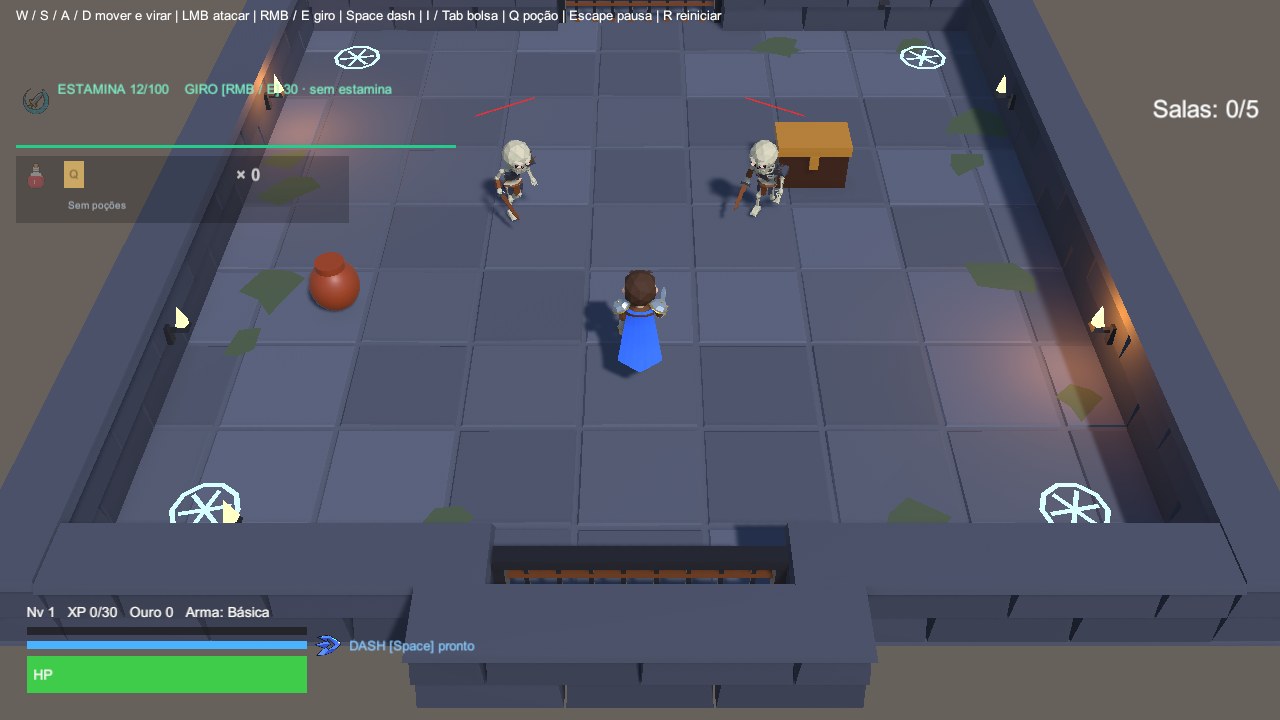 W / S / A / D mover e virar | LMB atacar | RMB / E giro | Space dash | I / Tab bolsa | Q poção | Escape pausa | R reiniciar
ESTAMINA 12/100 GIRO [RMB / E] 30 · sem estamina
Salas: 0/5
Q × 0
Sem poções
Nv 1 XP 0/30 Ouro 0 Arma: Básica
DASH [Space] pronto
HP